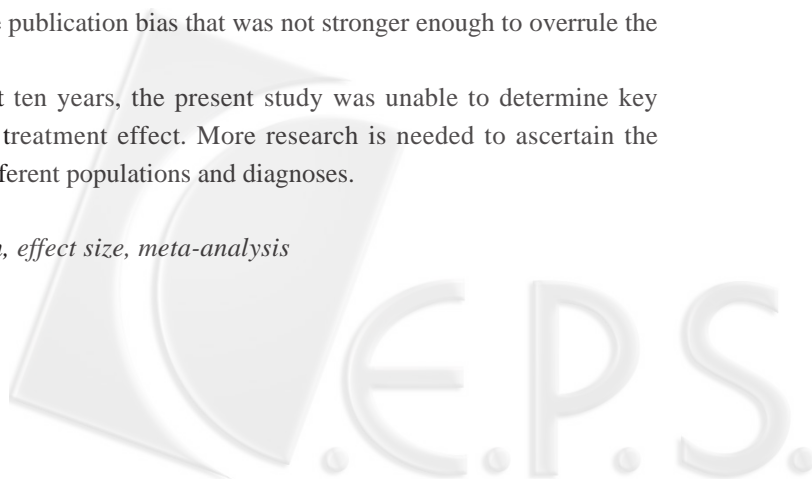 publication bias that was not stronger enough to overrule the
ten years, the present study was unable to determine key
treatment effect. More research is needed to ascertain the
fferent populations and diagnoses.
, effect size, meta-analysis
C.E.P.S.